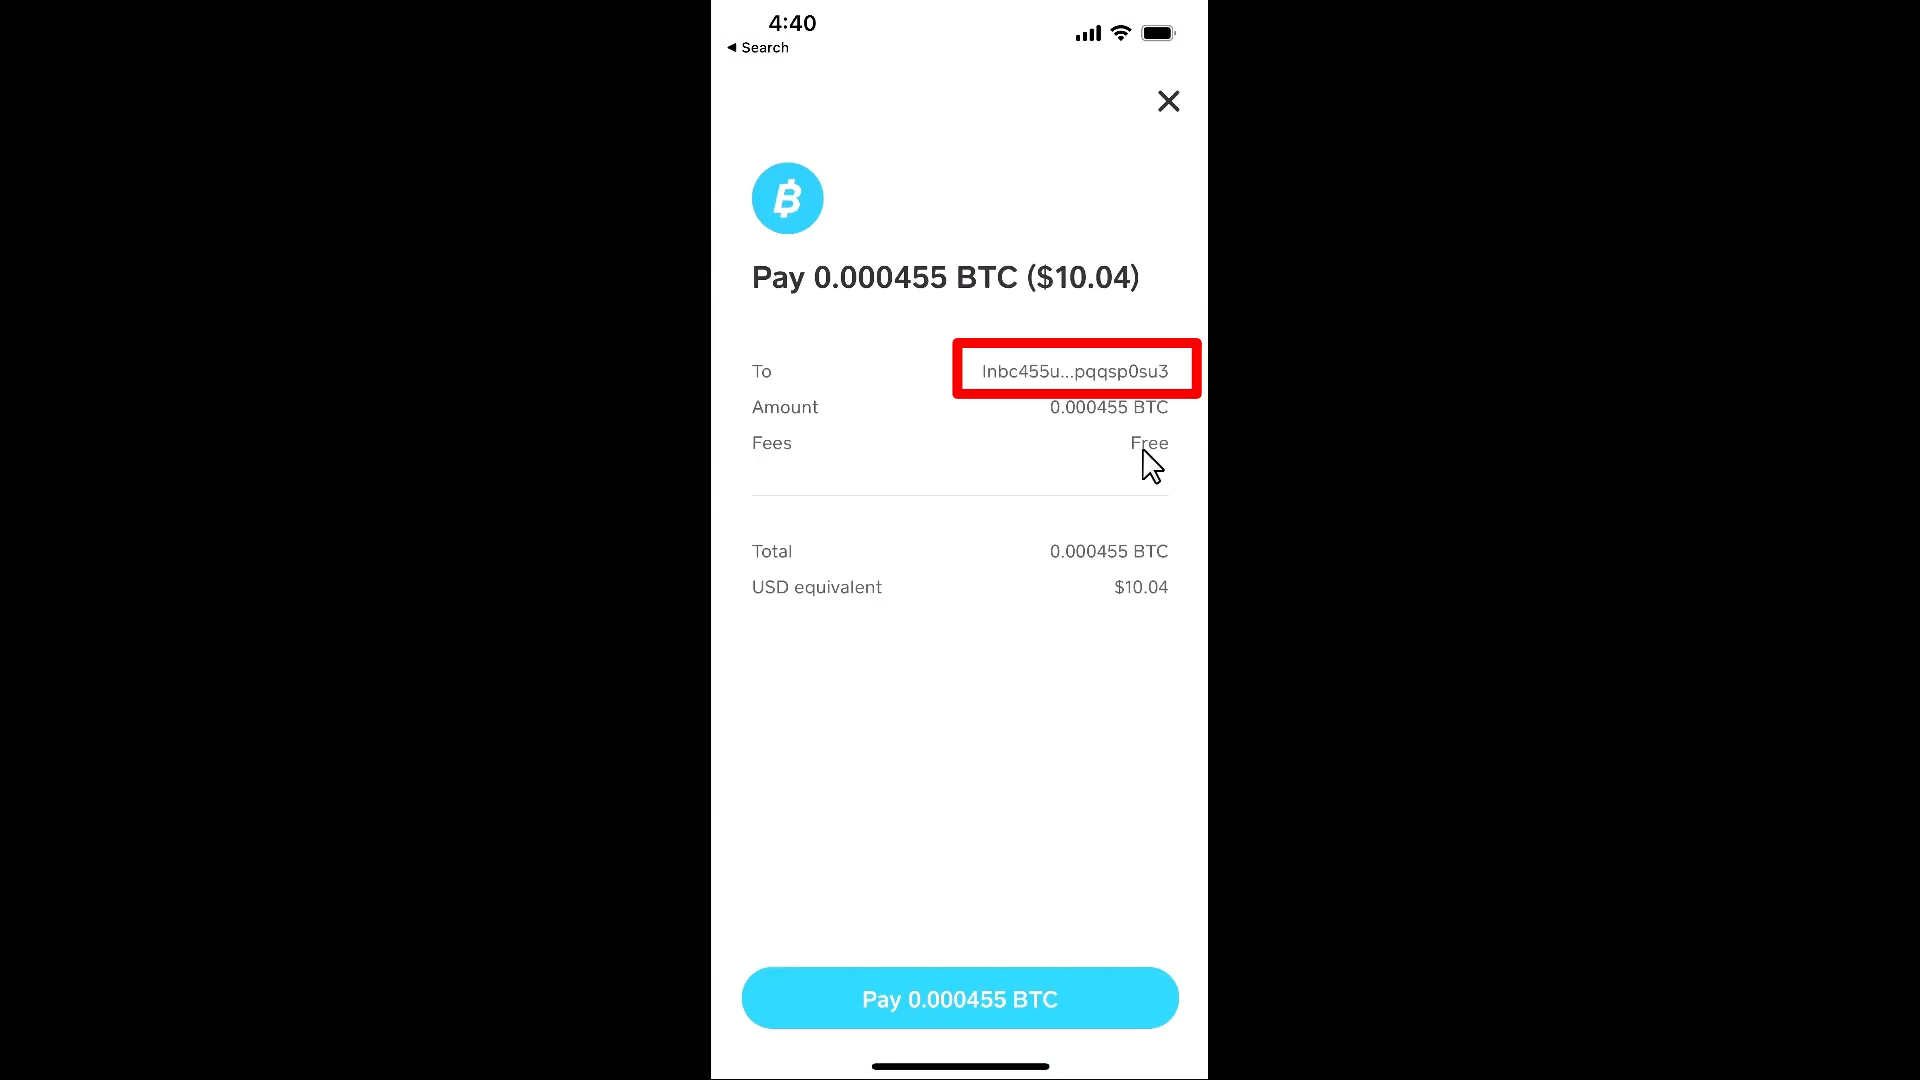 4:40
◀ Search
Pay 0.000455 BTC ($10.04)
To lnbc455u...pqqsp0su3
Amount 0.000455 BTC
Fees Free
Total 0.000455 BTC
USD equivalent $10.04
Pay 0.000455 BTC